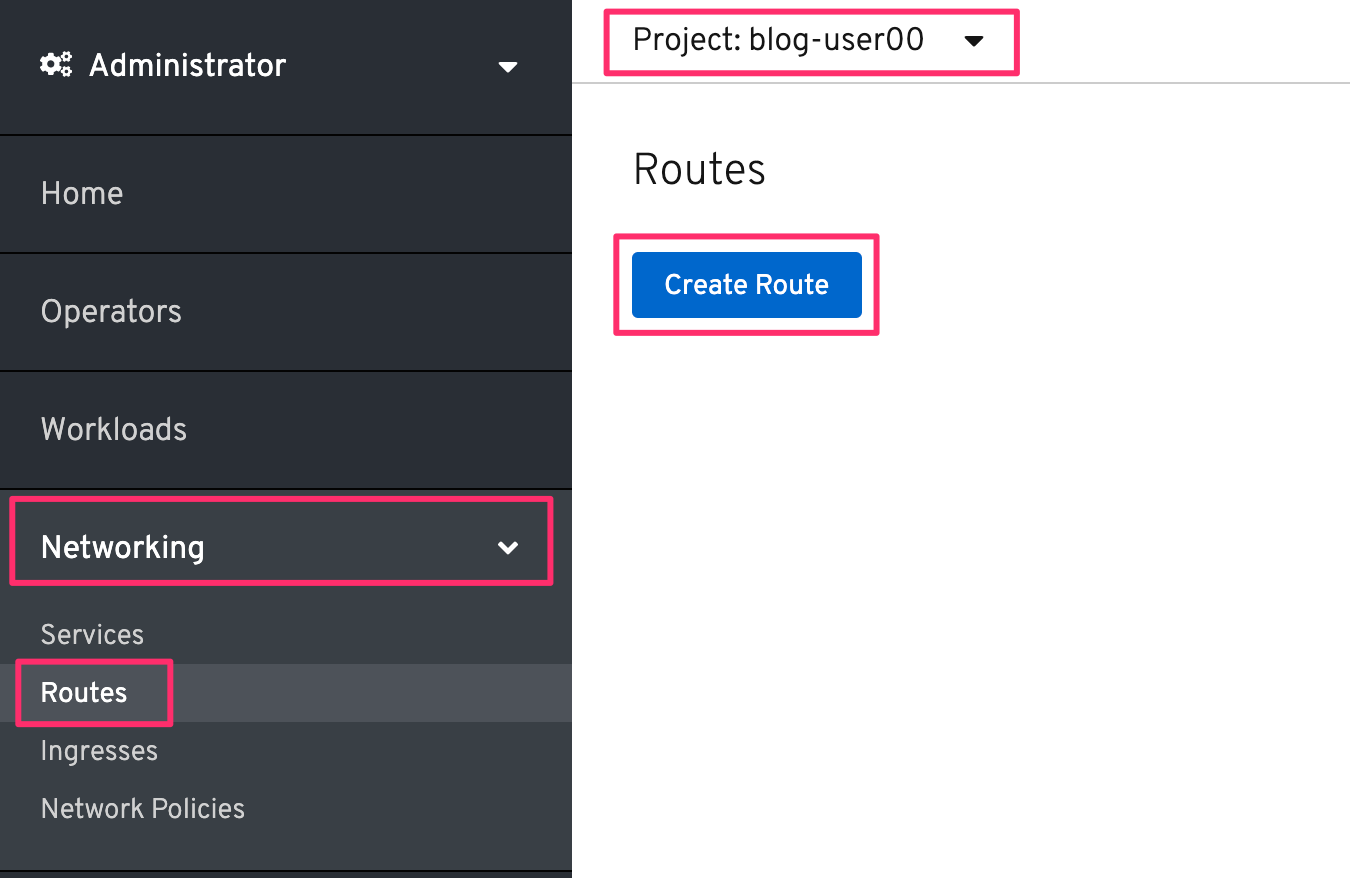 Administrator
Home
Operators
Workloads
Networking
Services
Routes
Ingresses
Network Policies
Project: blog-user00
Routes
Create Route